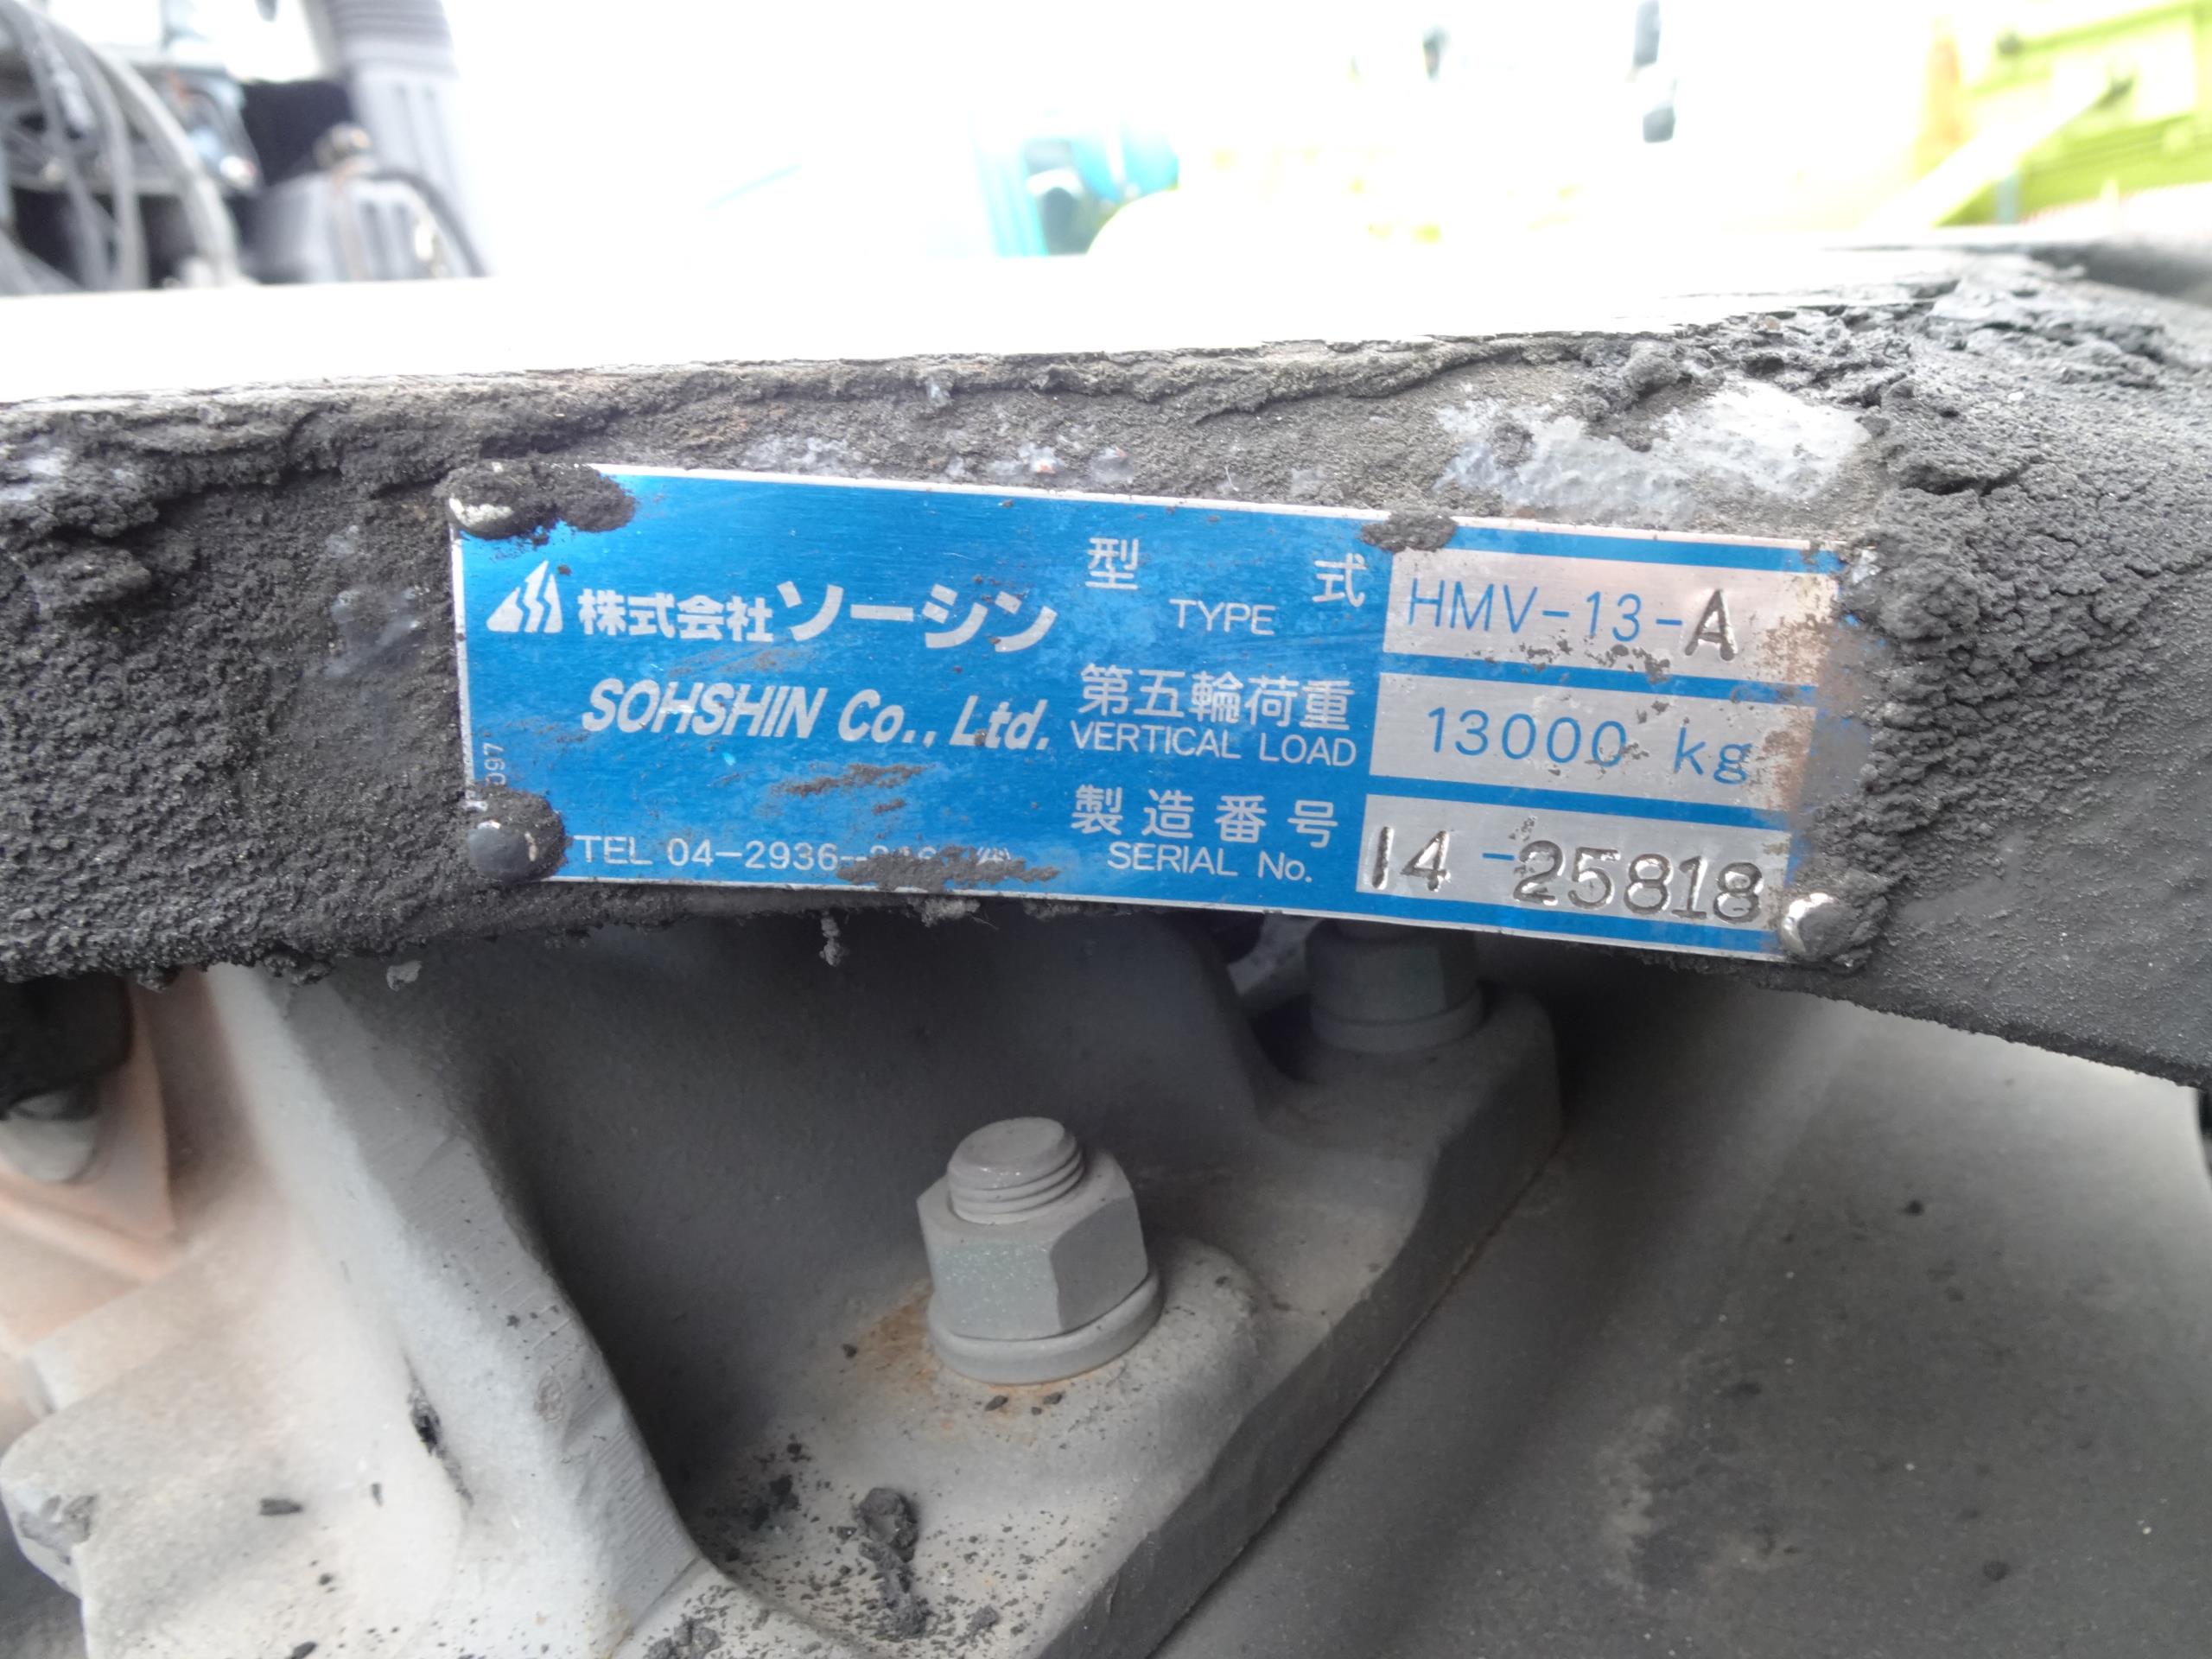 株式会社ソーシン
SOHSHIN Co., Ltd.
TEL 04-2936-
型 式
TYPE
HMV-13-A
第五輪荷重
VERTICAL LOAD
13000 kg
製造番号
SERIAL No.
14-25818